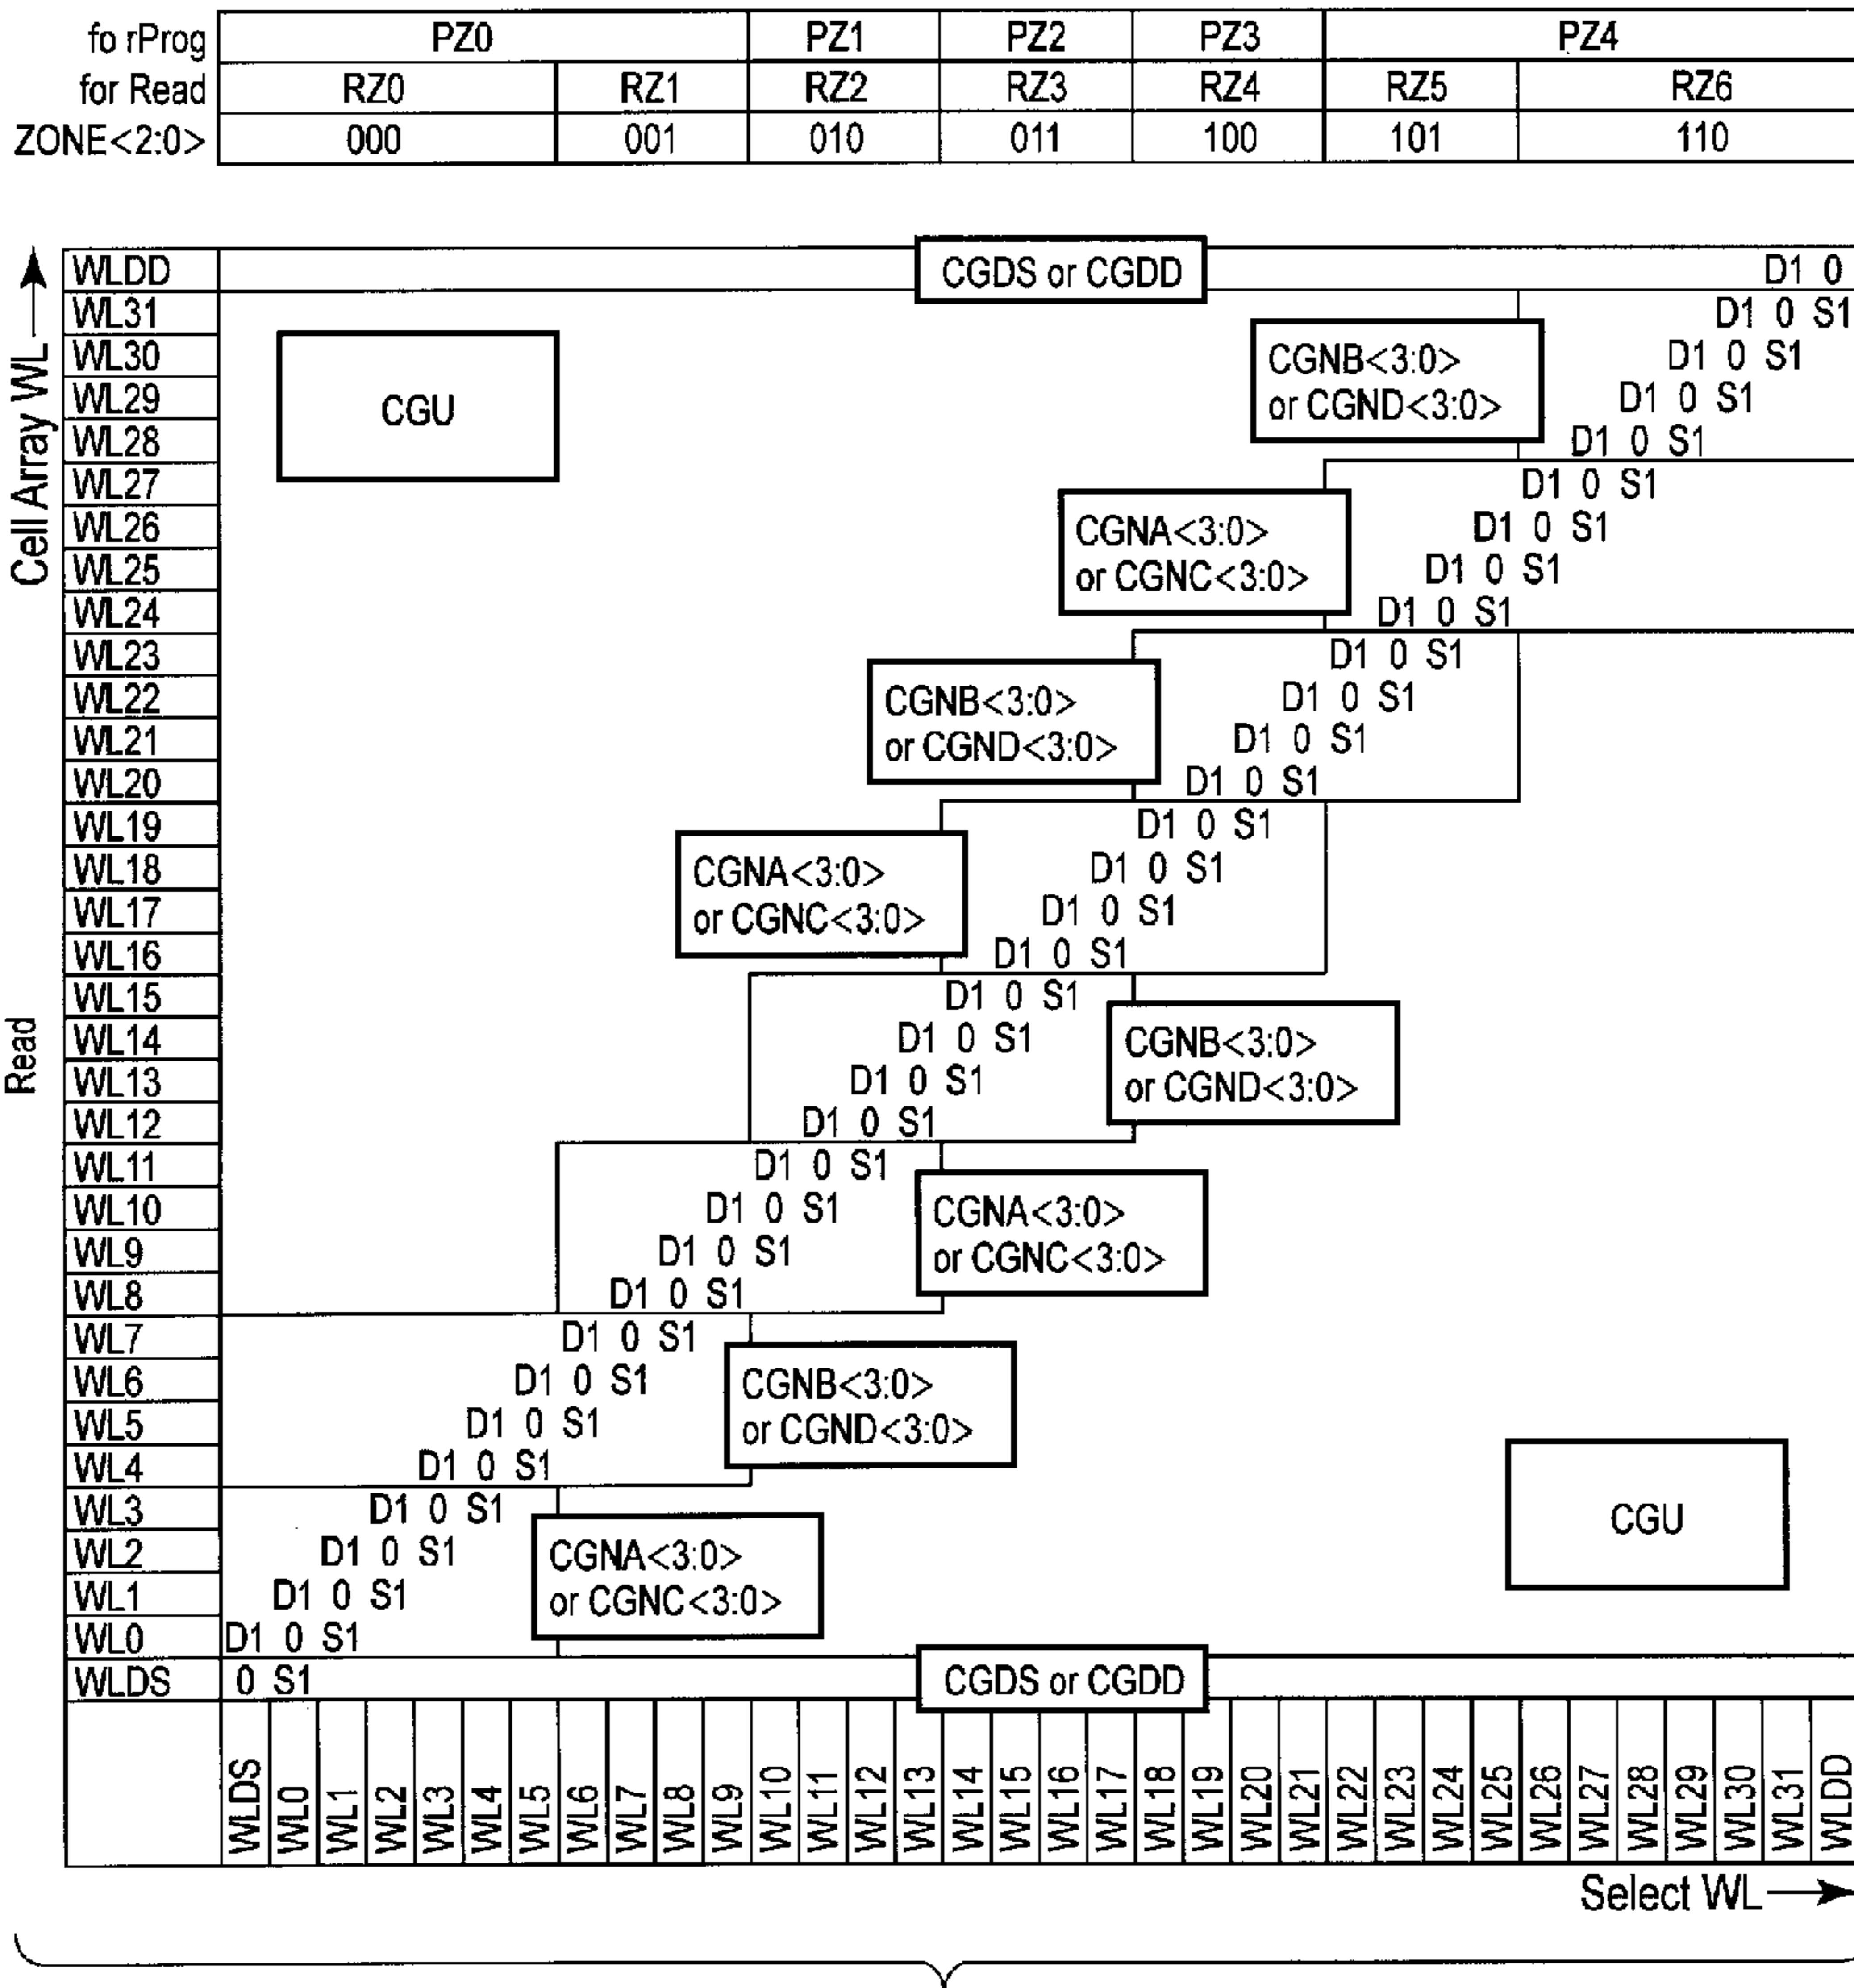 fo rProg PZ0 PZ1 PZ2 PZ3 PZ4
for Read RZ0 RZ1 RZ2 RZ3 RZ4 RZ5 RZ6
ZONE<2:0> 000 001 010 011 100 101 110
Cell Array WL
Read
WLDD CGDS or CGDD D1 0
WL31 D1 0 S1
WL30 CGNB<3:0> D1 0 S1
WL29 CGU or CGND<3:0> D1 0 S1
WL28 D1 0 S1
WL27 D1 0 S1
WL26 CGNA<3:0> D1 0 S1
WL25 or CGNC<3:0> D1 0 S1
WL24 D1 0 S1
WL23 D1 0 S1
WL22 CGNB<3:0> D1 0 S1
WL21 or CGND<3:0> D1 0 S1
WL20 D1 0 S1
WL19 D1 0 S1
WL18 CGNA<3:0> D1 0 S1
WL17 or CGNC<3:0> D1 0 S1
WL16 D1 0 S1
WL15 D1 0 S1
WL14 D1 0 S1 CGNB<3:0>
WL13 D1 0 S1 or CGND<3:0>
WL12 D1 0 S1
WL11 D1 0 S1
WL10 D1 0 S1 CGNA<3:0>
WL9 D1 0 S1 or CGNC<3:0>
WL8 D1 0 S1
WL7 D1 0 S1
WL6 D1 0 S1 CGNB<3:0>
WL5 D1 0 S1 or CGND<3:0>
WL4 D1 0 S1
WL3 D1 0 S1 CGU
WL2 D1 0 S1 CGNA<3:0>
WL1 D1 0 S1 or CGNC<3:0>
WL0 D1 0 S1
WLDS 0 S1 CGDS or CGDD
WLDS WL0 WL1 WL2 WL3 WL4 WL5 WL6 WL7 WL8 WL9 WL10 WL11 WL12 WL13 WL14 WL15 WL16 WL17 WL18 WL19 WL20 WL21 WL22 WL23 WL24 WL25 WL26 WL27 WL28 WL29 WL30 WL31 WLDD
Select WL